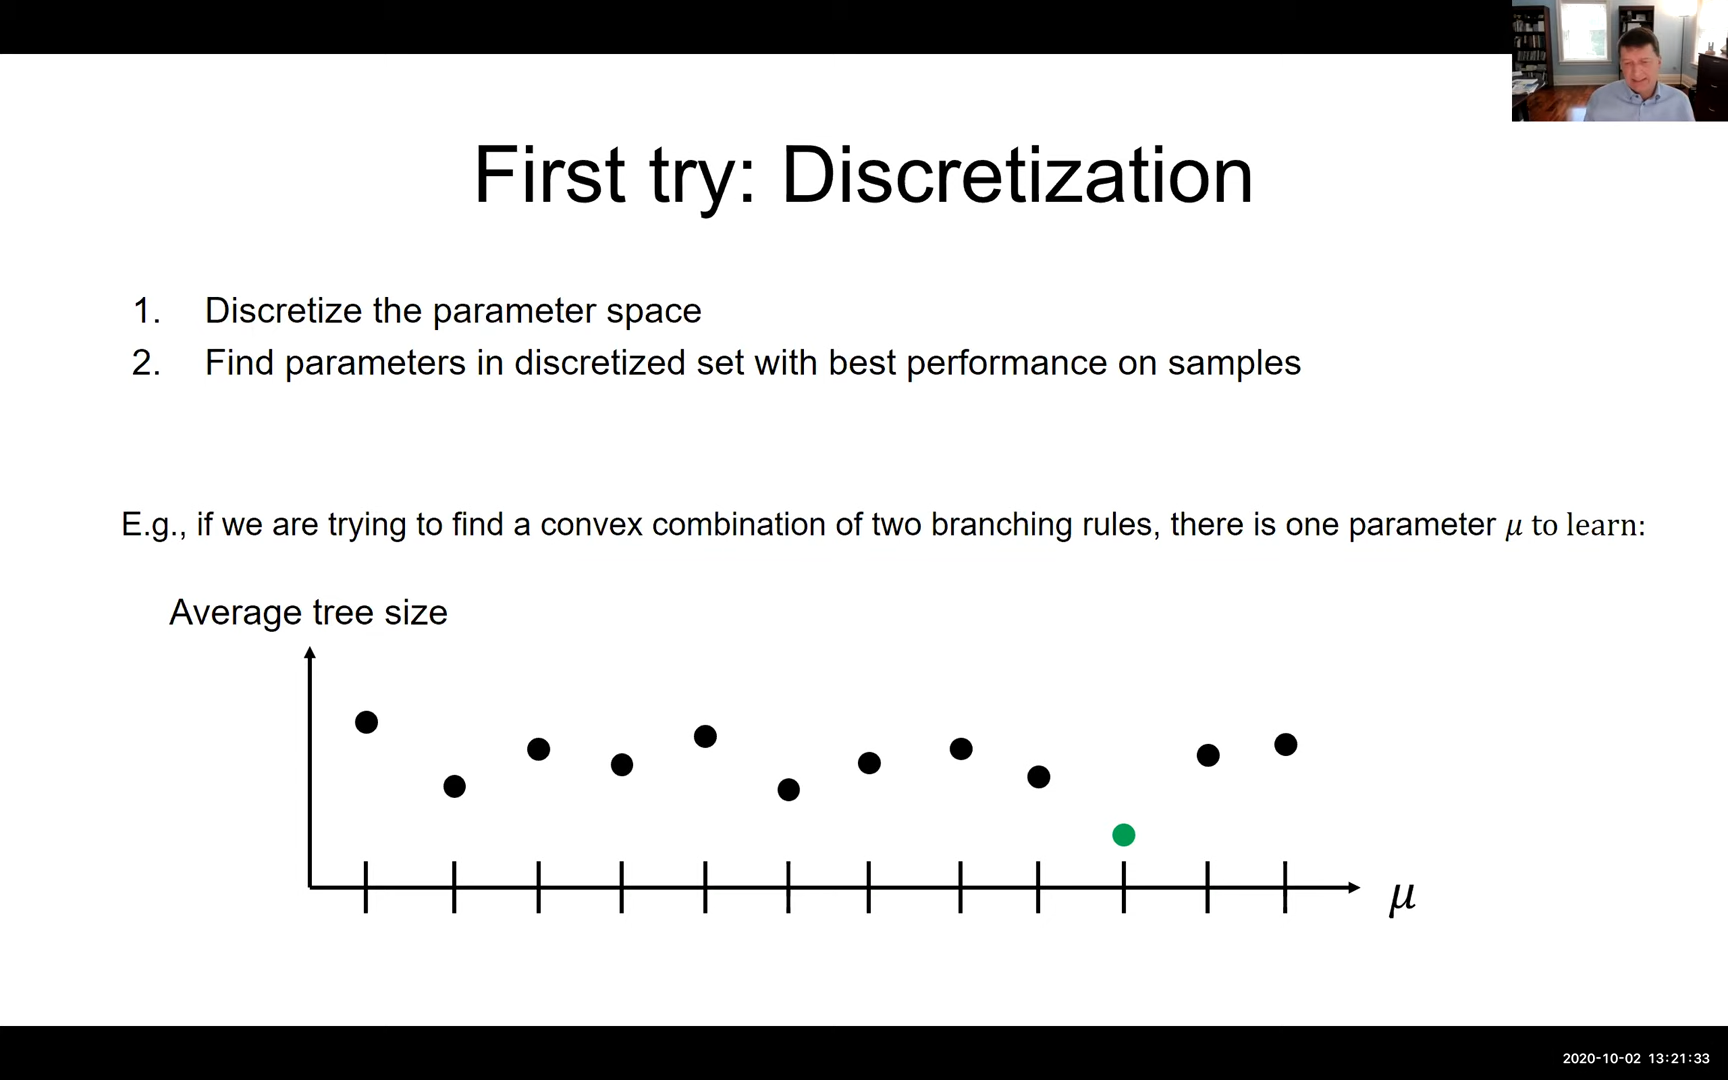 First try: Discretization
1. Discretize the parameter space
2. Find parameters in discretized set with best performance on samples
E.g., if we are trying to find a convex combination of two branching rules, there is one parameter μ to learn:
Average tree size
μ
2020-10-02 13:21:33